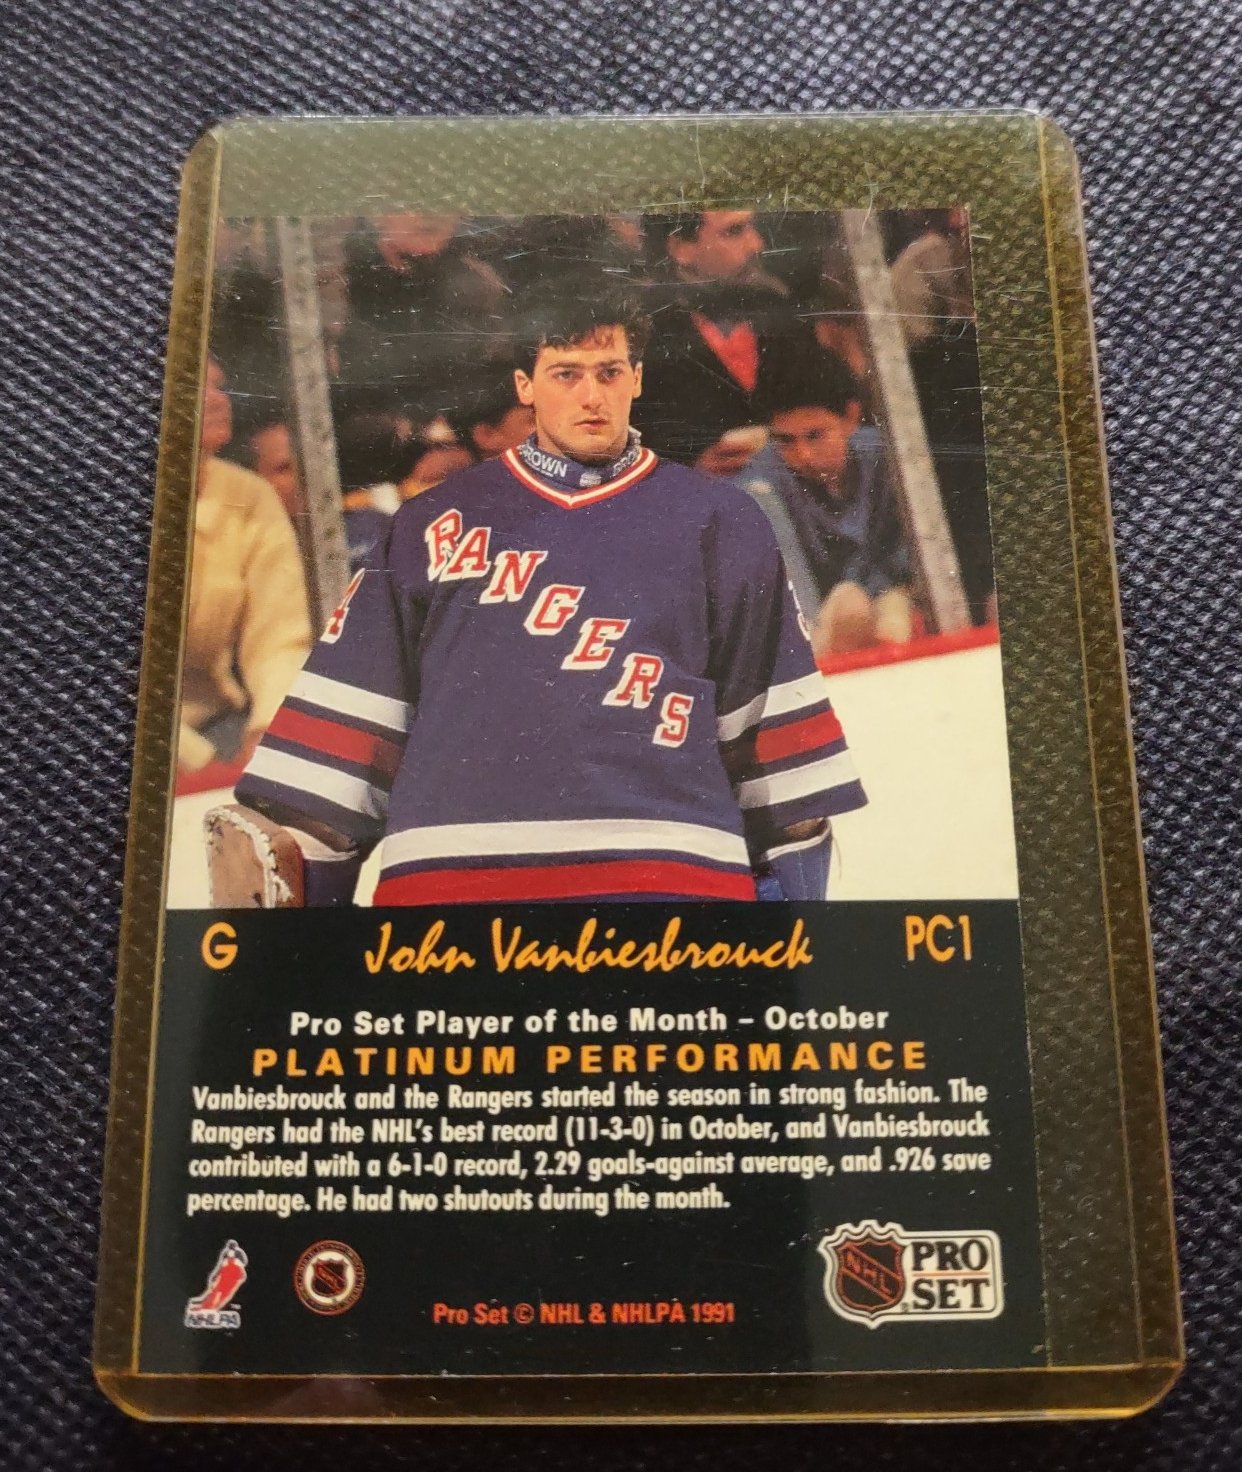 BROWN
RANGERS
4
G John Vanbiesbrouck PC1
Pro Set Player of the Month – October
PLATINUM PERFORMANCE
Vanbiesbrouck and the Rangers started the season in strong fashion. The
Rangers had the NHL's best record (11-3-0) in October, and Vanbiesbrouck
contributed with a 6-1-0 record, 2.29 goals-against average, and .926 save
percentage. He had two shutouts during the month.
NHLPA
NHL
PRO
SET
Pro Set © NHL & NHLPA 1991